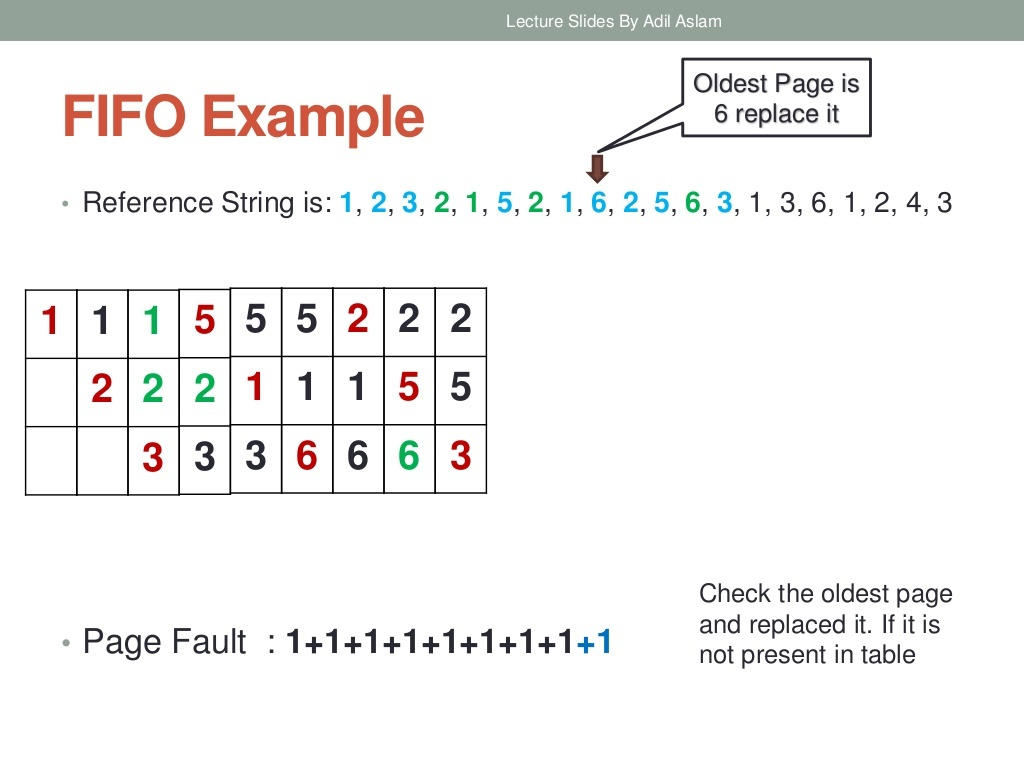 Lecture Slides By Adil Aslam
Oldest Page is
6 replace it
FIFO Example
• Reference String is: 1, 2, 3, 2, 1, 5, 2, 1, 6, 2, 5, 6, 3, 1, 3, 6, 1, 2, 4, 3
1 1 1 5 5 5 2 2 2
2 2 2 1 1 1 5 5
3 3 3 6 6 6 3
Check the oldest page
and replaced it. If it is
not present in table
• Page Fault : 1+1+1+1+1+1+1+1+1